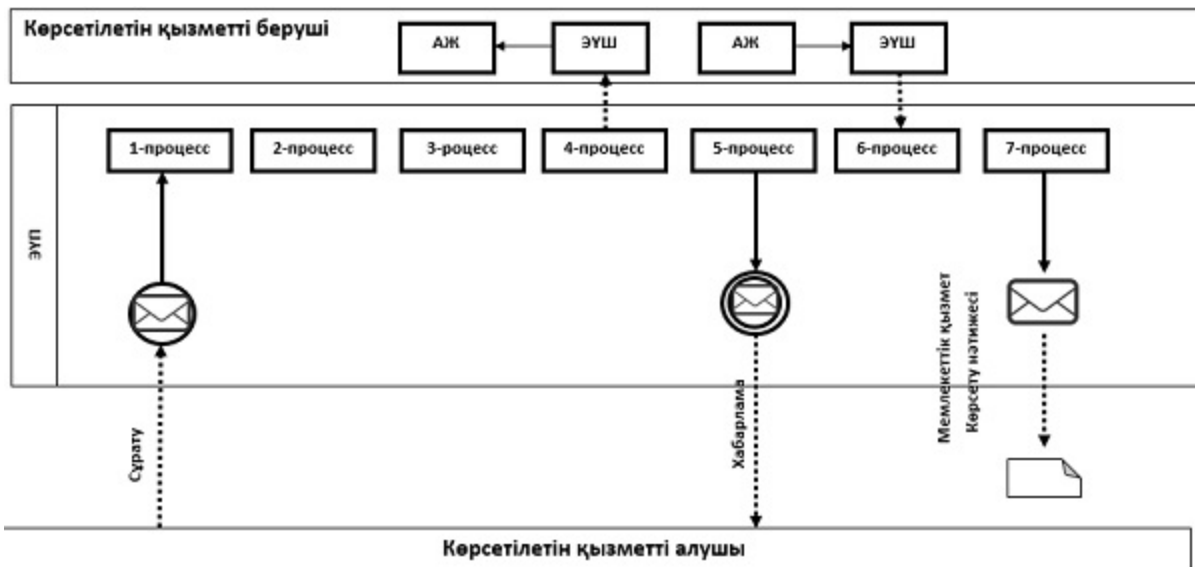 Көрсетілетін қызметті беруші
АЖ
ЭҮШ
АЖ
ЭҮШ
ЭҮП
1-процесс
2-процесс
3-роцесс
4-процесс
5-процесс
6-процесс
7-процесс
Сұрату
Хабарлама
Мемлекеттік қызмет
Көрсету нәтижесі
Көрсетілетін қызметті алушы